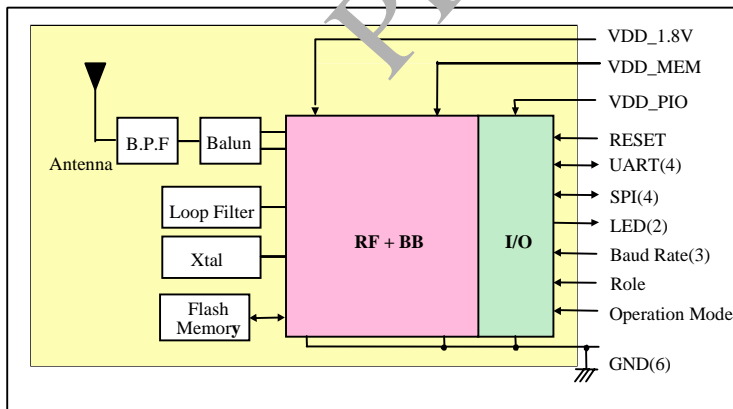 VDD_1.8V
VDD_MEM
VDD_PIO
Antenna
B.P.F
Balun
Loop Filter
Xtal
Flash
Memory
RF + BB
I/O
RESET
UART(4)
SPI(4)
LED(2)
Baud Rate(3)
Role
Operation Mode
GND(6)